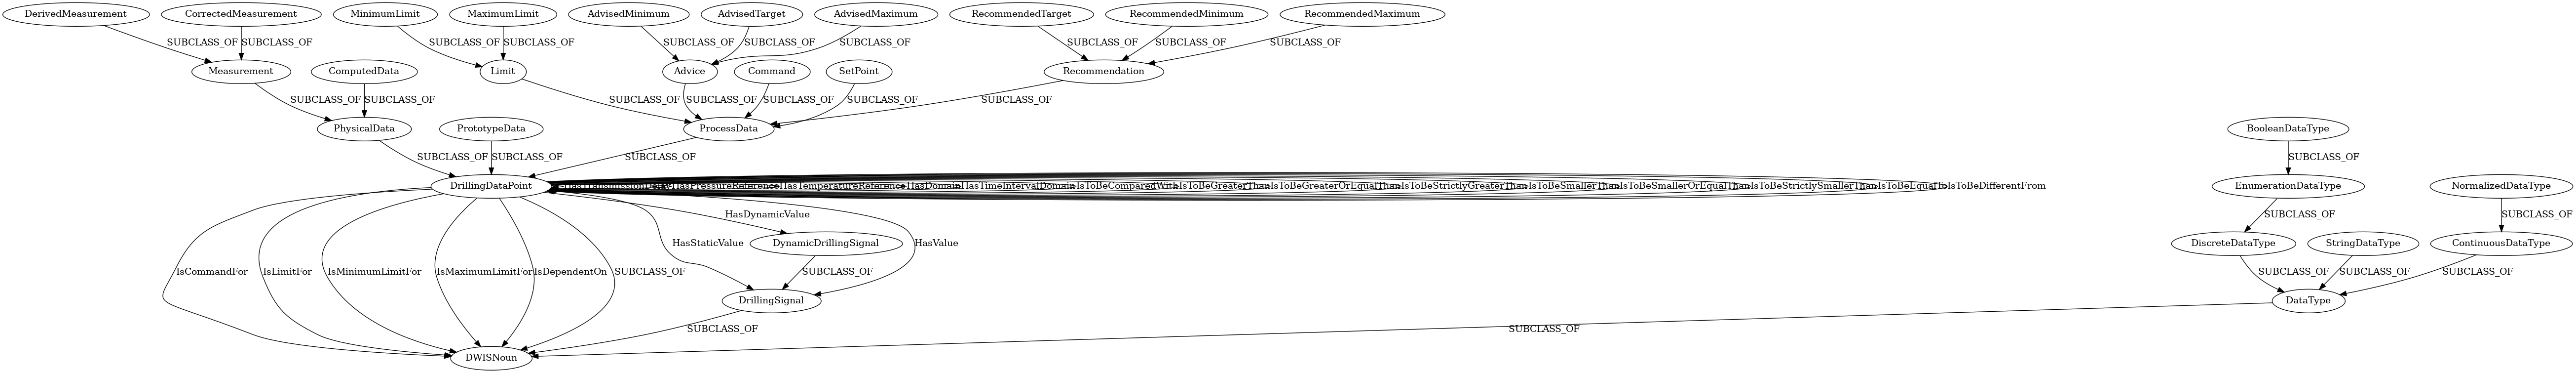 DerivedMeasurement CorrectedMeasurement MinimumLimit MaximumLimit AdvisedMinimum AdvisedTarget AdvisedMaximum RecommendedTarget RecommendedMinimum RecommendedMaximum
SUBCLASS_OF SUBCLASS_OF SUBCLASS_OF SUBCLASS_OF SUBCLASS_OF SUBCLASS_OF SUBCLASS_OF SUBCLASS_OF SUBCLASS_OF SUBCLASS_OF
Measurement ComputedData Limit Advice Command SetPoint Recommendation
SUBCLASS_OF SUBCLASS_OF SUBCLASS_OF SUBCLASS_OF SUBCLASS_OF SUBCLASS_OF SUBCLASS_OF
PhysicalData PrototypeData ProcessData BooleanDataType
SUBCLASS_OF SUBCLASS_OF SUBCLASS_OF SUBCLASS_OF
DrillingDataPoint HasTransmissionDelay HasPressureReference HasTemperatureReference HasDomain HasTimeIntervalDomain IsToBeComparedWith IsToBeGreaterThan IsToBeGreaterOrEqualThan IsToBeStrictlyGreaterThan IsToBeSmallerThan IsToBeSmallerOrEqualThan IsToBeStrictlySmallerThan IsToBeEqualTo IsToBeDifferentFrom EnumerationDataType NormalizedDataType
HasDynamicValue SUBCLASS_OF SUBCLASS_OF
HasStaticValue DynamicDrillingSignal HasValue DiscreteDataType StringDataType ContinuousDataType
IsCommandFor IsLimitFor IsMinimumLimitFor IsMaximumLimitFor IsDependentOn SUBCLASS_OF SUBCLASS_OF SUBCLASS_OF SUBCLASS_OF SUBCLASS_OF
DrillingSignal DataType
SUBCLASS_OF SUBCLASS_OF
DWISNoun